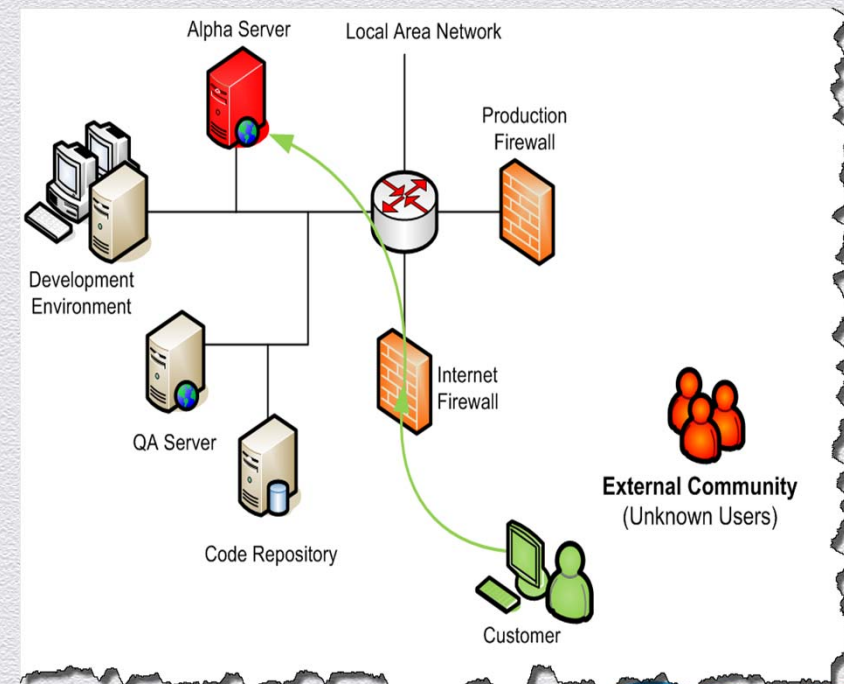 Alpha Server
Local Area Network
Production
Firewall
Development
Environment
Internet
Firewall
QA Server
External Community
(Unknown Users)
Code Repository
Customer